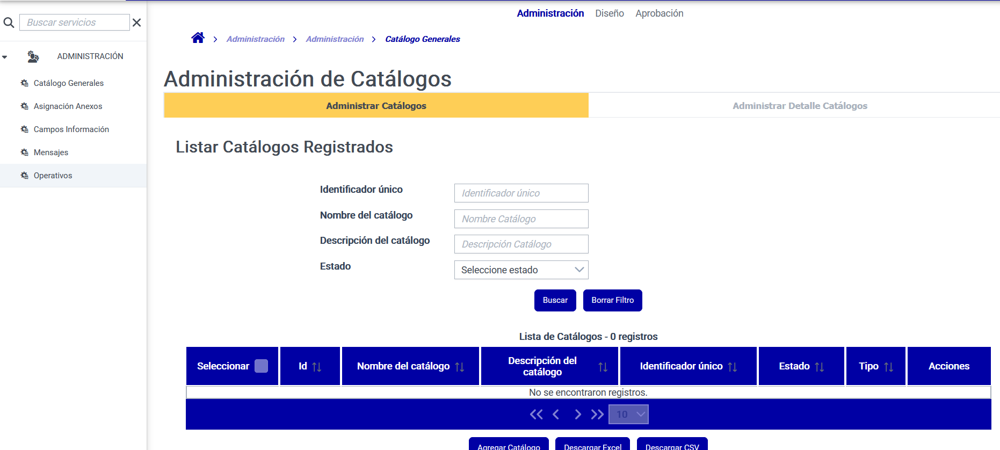 Buscar servicios
ADMINISTRACIÓN
Catálogo Generales
Asignación Anexos
Campos Información
Mensajes
Operativos
Administración Diseño Aprobación
Administración Administración Catálogo Generales
Administración de Catálogos
Administrar Catálogos Administrar Detalle Catálogos
Listar Catálogos Registrados
Identificador único Identificador único
Nombre del catálogo Nombre Catálogo
Descripción del catálogo Descripción Catálogo
Estado Seleccione estado
Buscar Borrar Filtro
Lista de Catálogos - 0 registros
Seleccionar Id Nombre del catálogo Descripción del catálogo Identificador único Estado Tipo Acciones
No se encontraron registros.
10
Agregar Catálogo Descargar Excel Descargar CSV